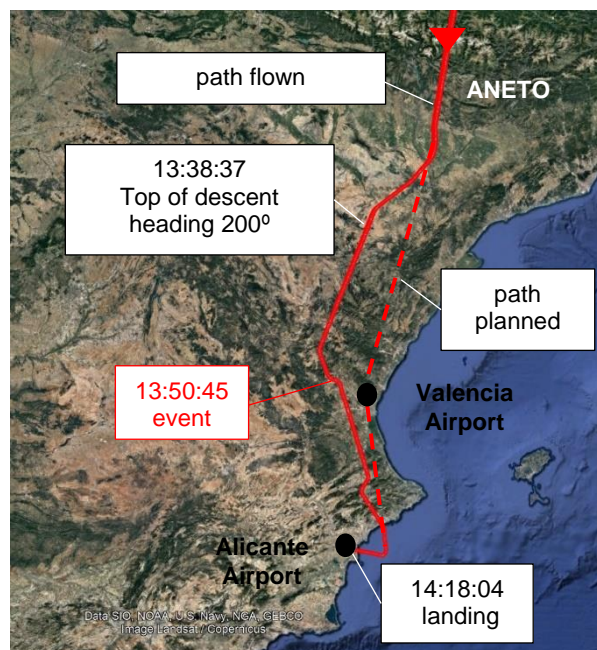 path flown
ANETO
13:38:37
Top of descent
heading 200º
path
planned
13:50:45
event
Valencia
Airport
Alicante
Airport
14:18:04
landing
Data SIO, NOAA, U.S. Navy, NGA, GEBCO
Image Landsat / Copernicus